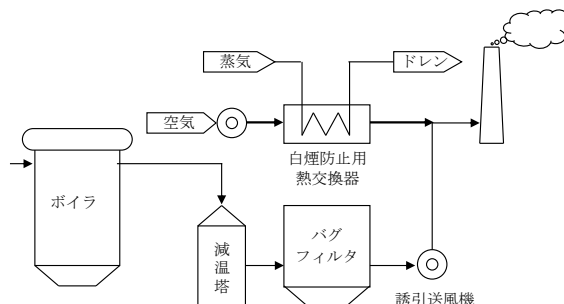 蒸気
ドレン
空気
白煙防止用
熱交換器
ボイラ
減温塔
バグ
フィルタ
誘引送風機